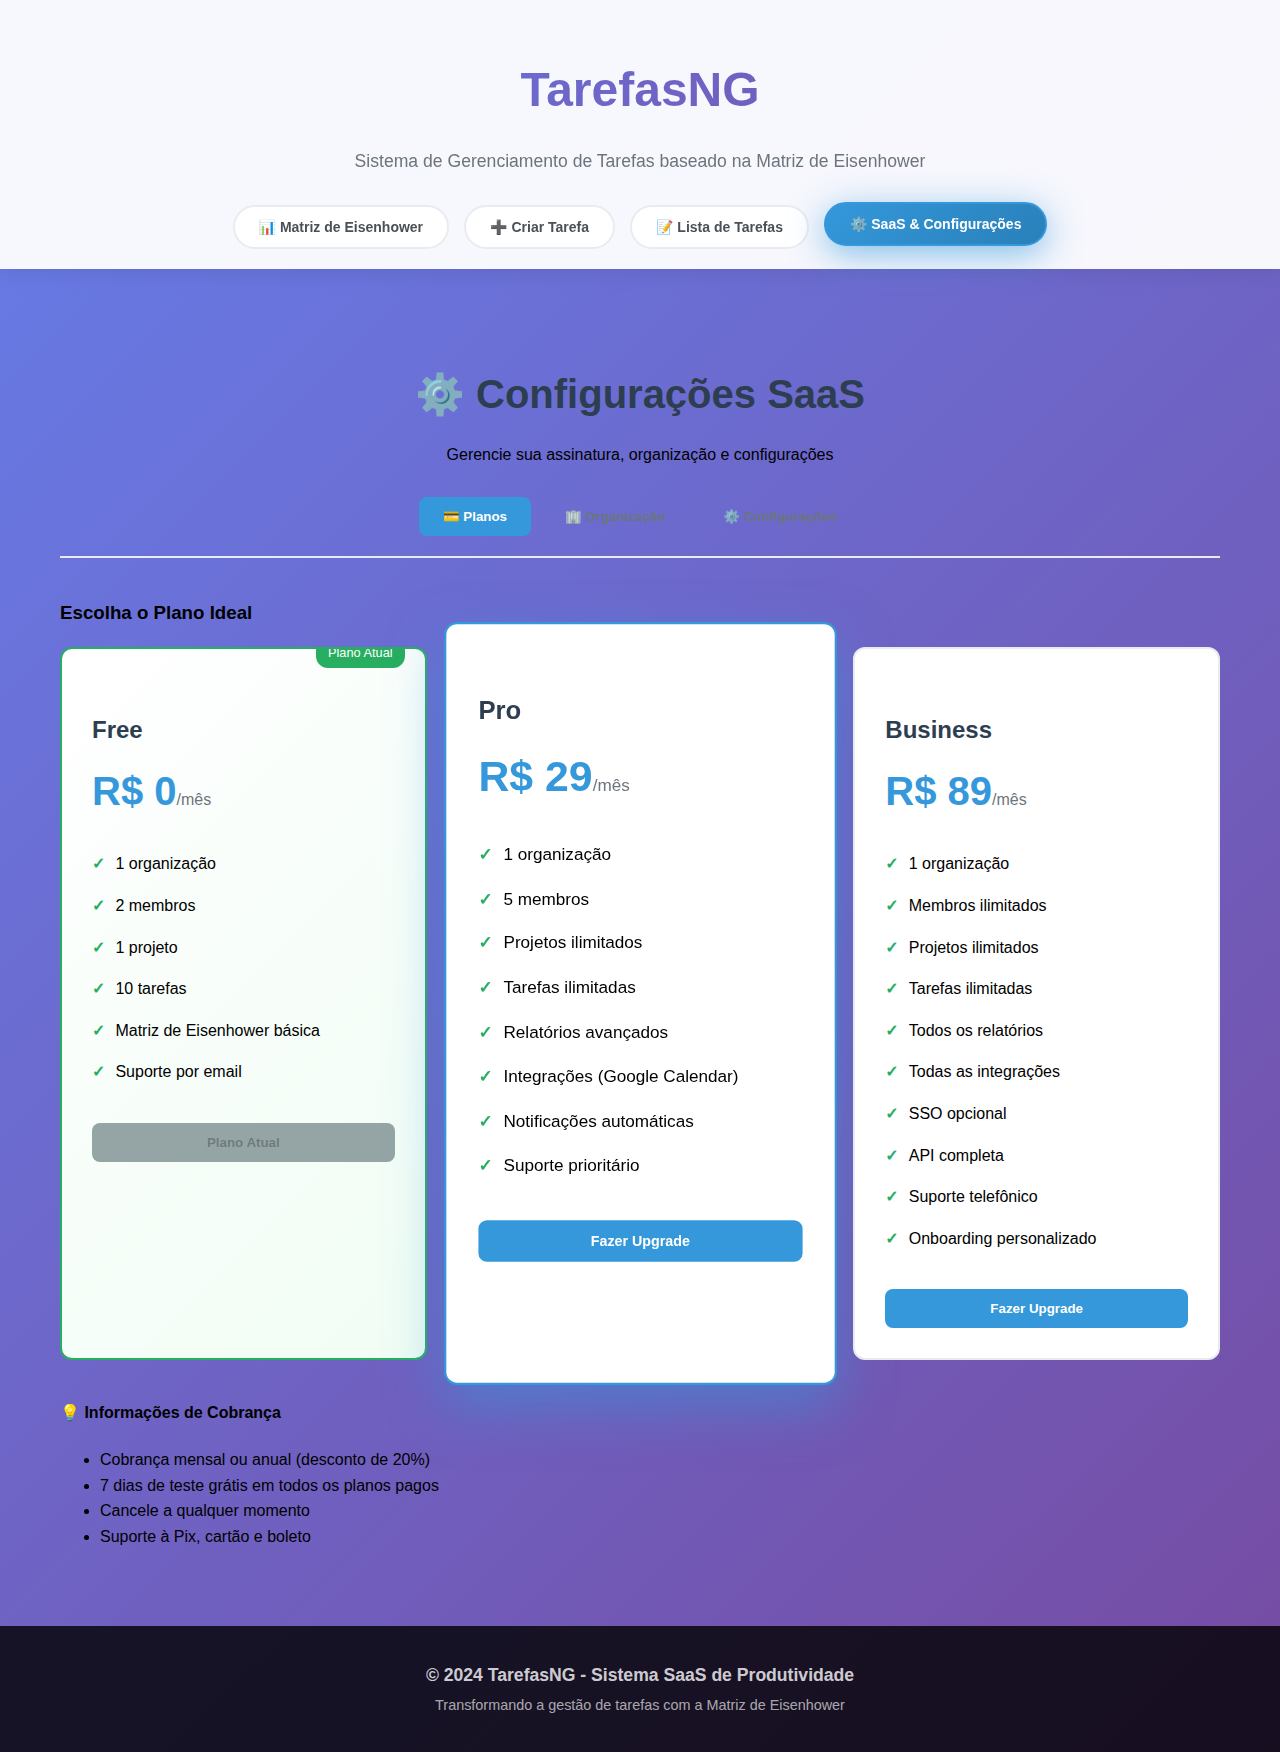 TarefasNG
Sistema de Gerenciamento de Tarefas baseado na Matriz de Eisenhower
📊 Matriz de Eisenhower
➕ Criar Tarefa
📝 Lista de Tarefas
⚙️ SaaS & Configurações
⚙️ Configurações SaaS
Gerencie sua assinatura, organização e configurações
💳 Planos
🏢 Organização
⚙️ Configurações
Escolha o Plano Ideal
Plano Atual
Free
R$ 0/mês
✓ 1 organização
✓ 2 membros
✓ 1 projeto
✓ 10 tarefas
✓ Matriz de Eisenhower básica
✓ Suporte por email
Plano Atual
Pro
R$ 29/mês
✓ 1 organização
✓ 5 membros
✓ Projetos ilimitados
✓ Tarefas ilimitadas
✓ Relatórios avançados
✓ Integrações (Google Calendar)
✓ Notificações automáticas
✓ Suporte prioritário
Fazer Upgrade
Business
R$ 89/mês
✓ 1 organização
✓ Membros ilimitados
✓ Projetos ilimitados
✓ Tarefas ilimitadas
✓ Todos os relatórios
✓ Todas as integrações
✓ SSO opcional
✓ API completa
✓ Suporte telefônico
✓ Onboarding personalizado
Fazer Upgrade
💡 Informações de Cobrança
• Cobrança mensal ou anual (desconto de 20%)
• 7 dias de teste grátis em todos os planos pagos
• Cancele a qualquer momento
• Suporte à Pix, cartão e boleto
© 2024 TarefasNG - Sistema SaaS de Produtividade
Transformando a gestão de tarefas com a Matriz de Eisenhower